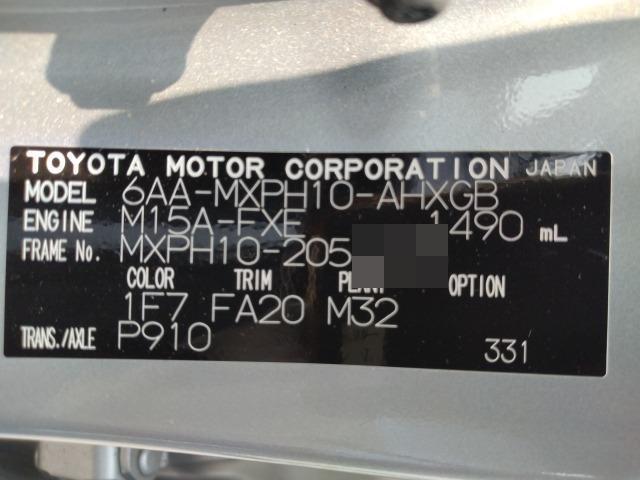 TOYOTA MOTOR CORPORATION JAPAN
MODEL 6AA-MXPH10-AHXGB
ENGINE M15A-FXE 1490 mL
FRAME No. MXPH10-205
COLOR TRIM PLANT OPTION
1F7 FA20 M32
TRANS./AXLE P910
331